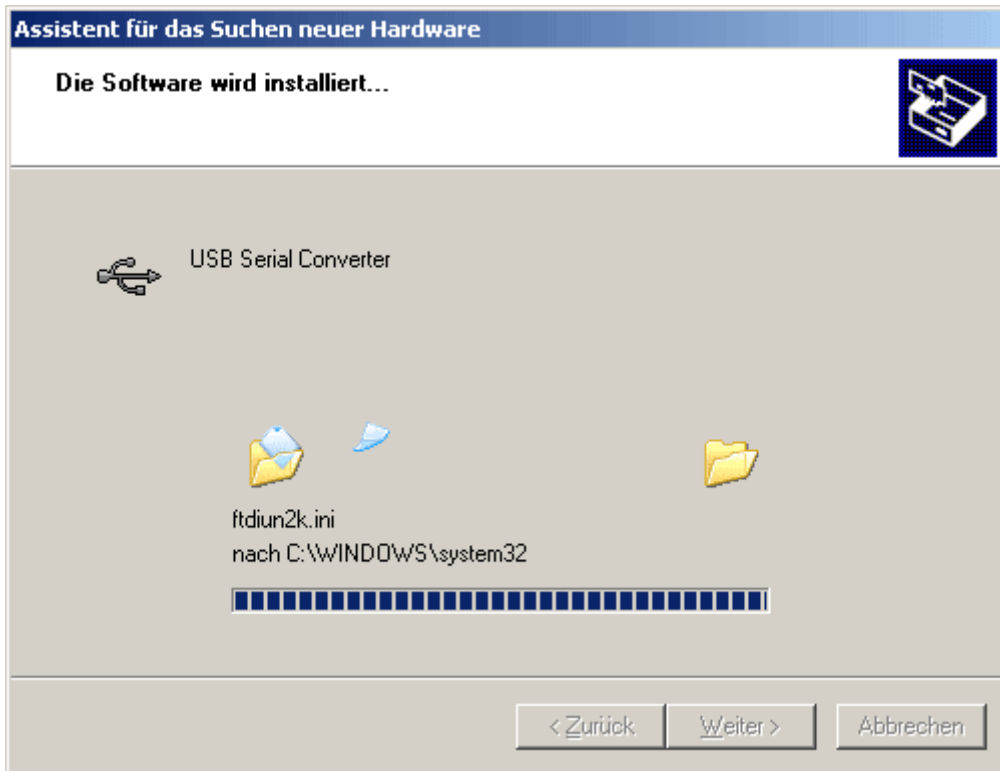 Assistent für das Suchen neuer Hardware
Die Software wird installiert...
USB Serial Converter
ftdiun2k.ini
nach C:\WINDOWS\system32
< Zurück Weiter > Abbrechen